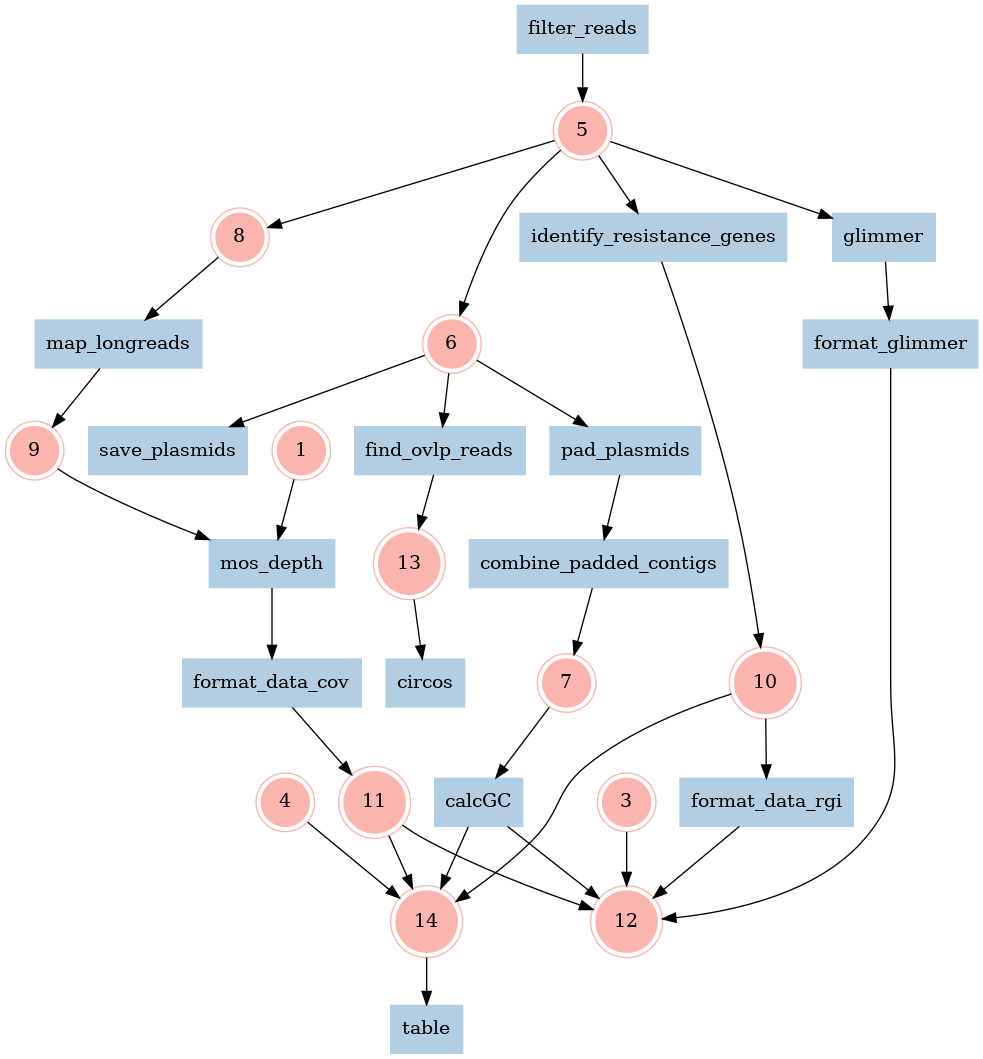 filter_reads
5
8
identify_resistance_genes
glimmer
map_longreads
6
format_glimmer
9
save_plasmids
1
find_ovlp_reads
pad_plasmids
mos_depth
13
combine_padded_contigs
format_data_cov
circos
7
10
4
11
calcGC
3
format_data_rgi
14
12
table